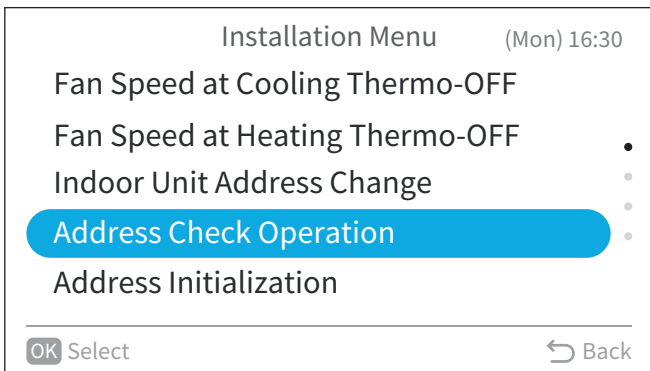 Installation Menu (Mon) 16:30
Fan Speed at Cooling Thermo-OFF
Fan Speed at Heating Thermo-OFF
Indoor Unit Address Change
Address Check Operation
Address Initialization
OK Select Back